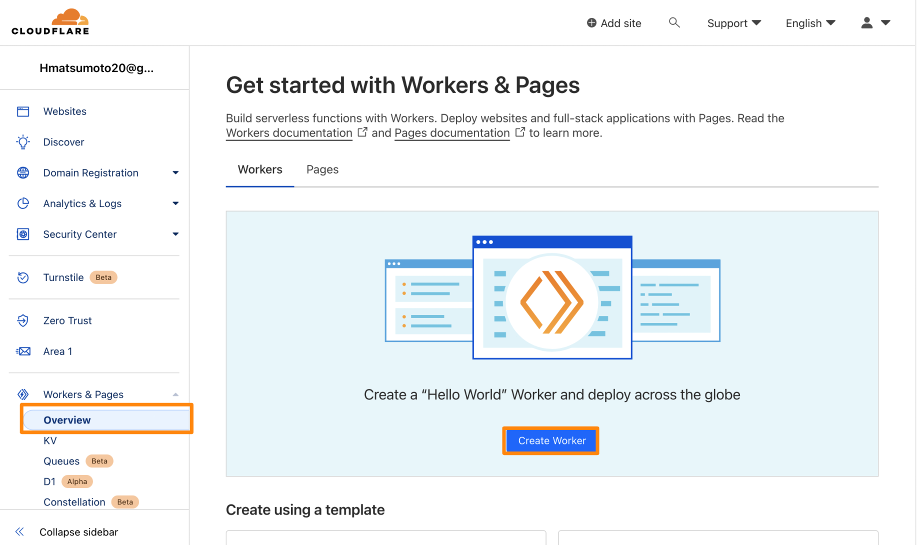 CLOUDFLARE
Add site
Support
English
Hmatsumoto20@g...
Websites
Discover
Domain Registration
Analytics & Logs
Security Center
Turnstile Beta
Zero Trust
Area 1
Workers & Pages
Overview
KV
Queues Beta
D1 Alpha
Constellation Beta
Collapse sidebar
Get started with Workers & Pages
Build serverless functions with Workers. Deploy websites and full-stack applications with Pages. Read the
Workers documentation and Pages documentation to learn more.
Workers Pages
Create a “Hello World” Worker and deploy across the globe
Create Worker
Create using a template